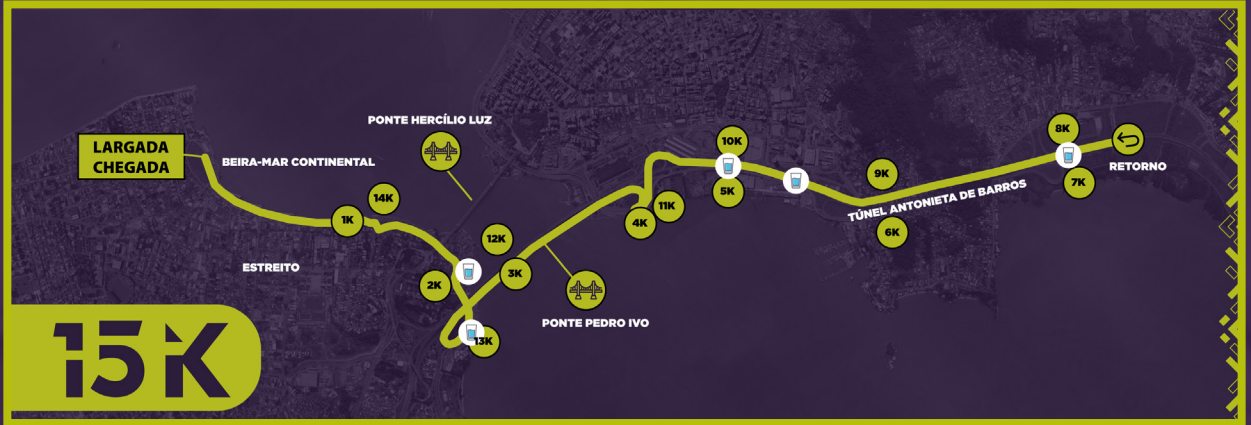 LARGADA
CHEGADA
BEIRA-MAR CONTINENTAL
PONTE HERCÍLIO LUZ
1K
14K
ESTREITO
2K
12K
3K
13K
PONTE PEDRO IVO
4K
11K
10K
5K
9K
6K
TÚNEL ANTONIETA DE BARROS
8K
7K
RETORNO
15K